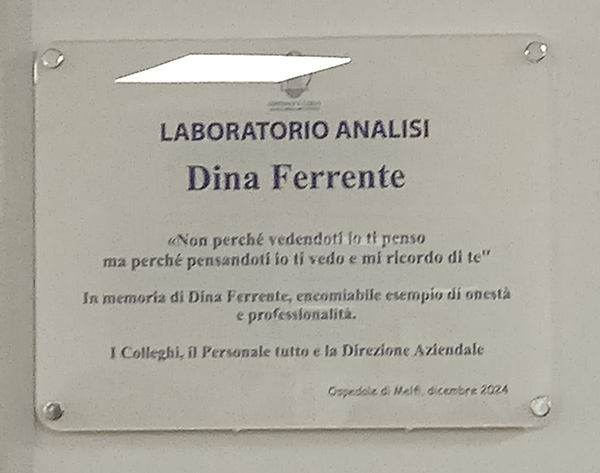 LABORATORIO ANALISI
Dina Ferrente
«Non perché vedendoti io ti penso
ma perché pensandoti io ti vedo e mi ricordo di te"
In memoria di Dina Ferrente, encomiabile esempio di onestà
e professionalità.
I Colleghi, il Personale tutto e la Direzione Aziendale
Ospedale di Melfi, dicembre 2024